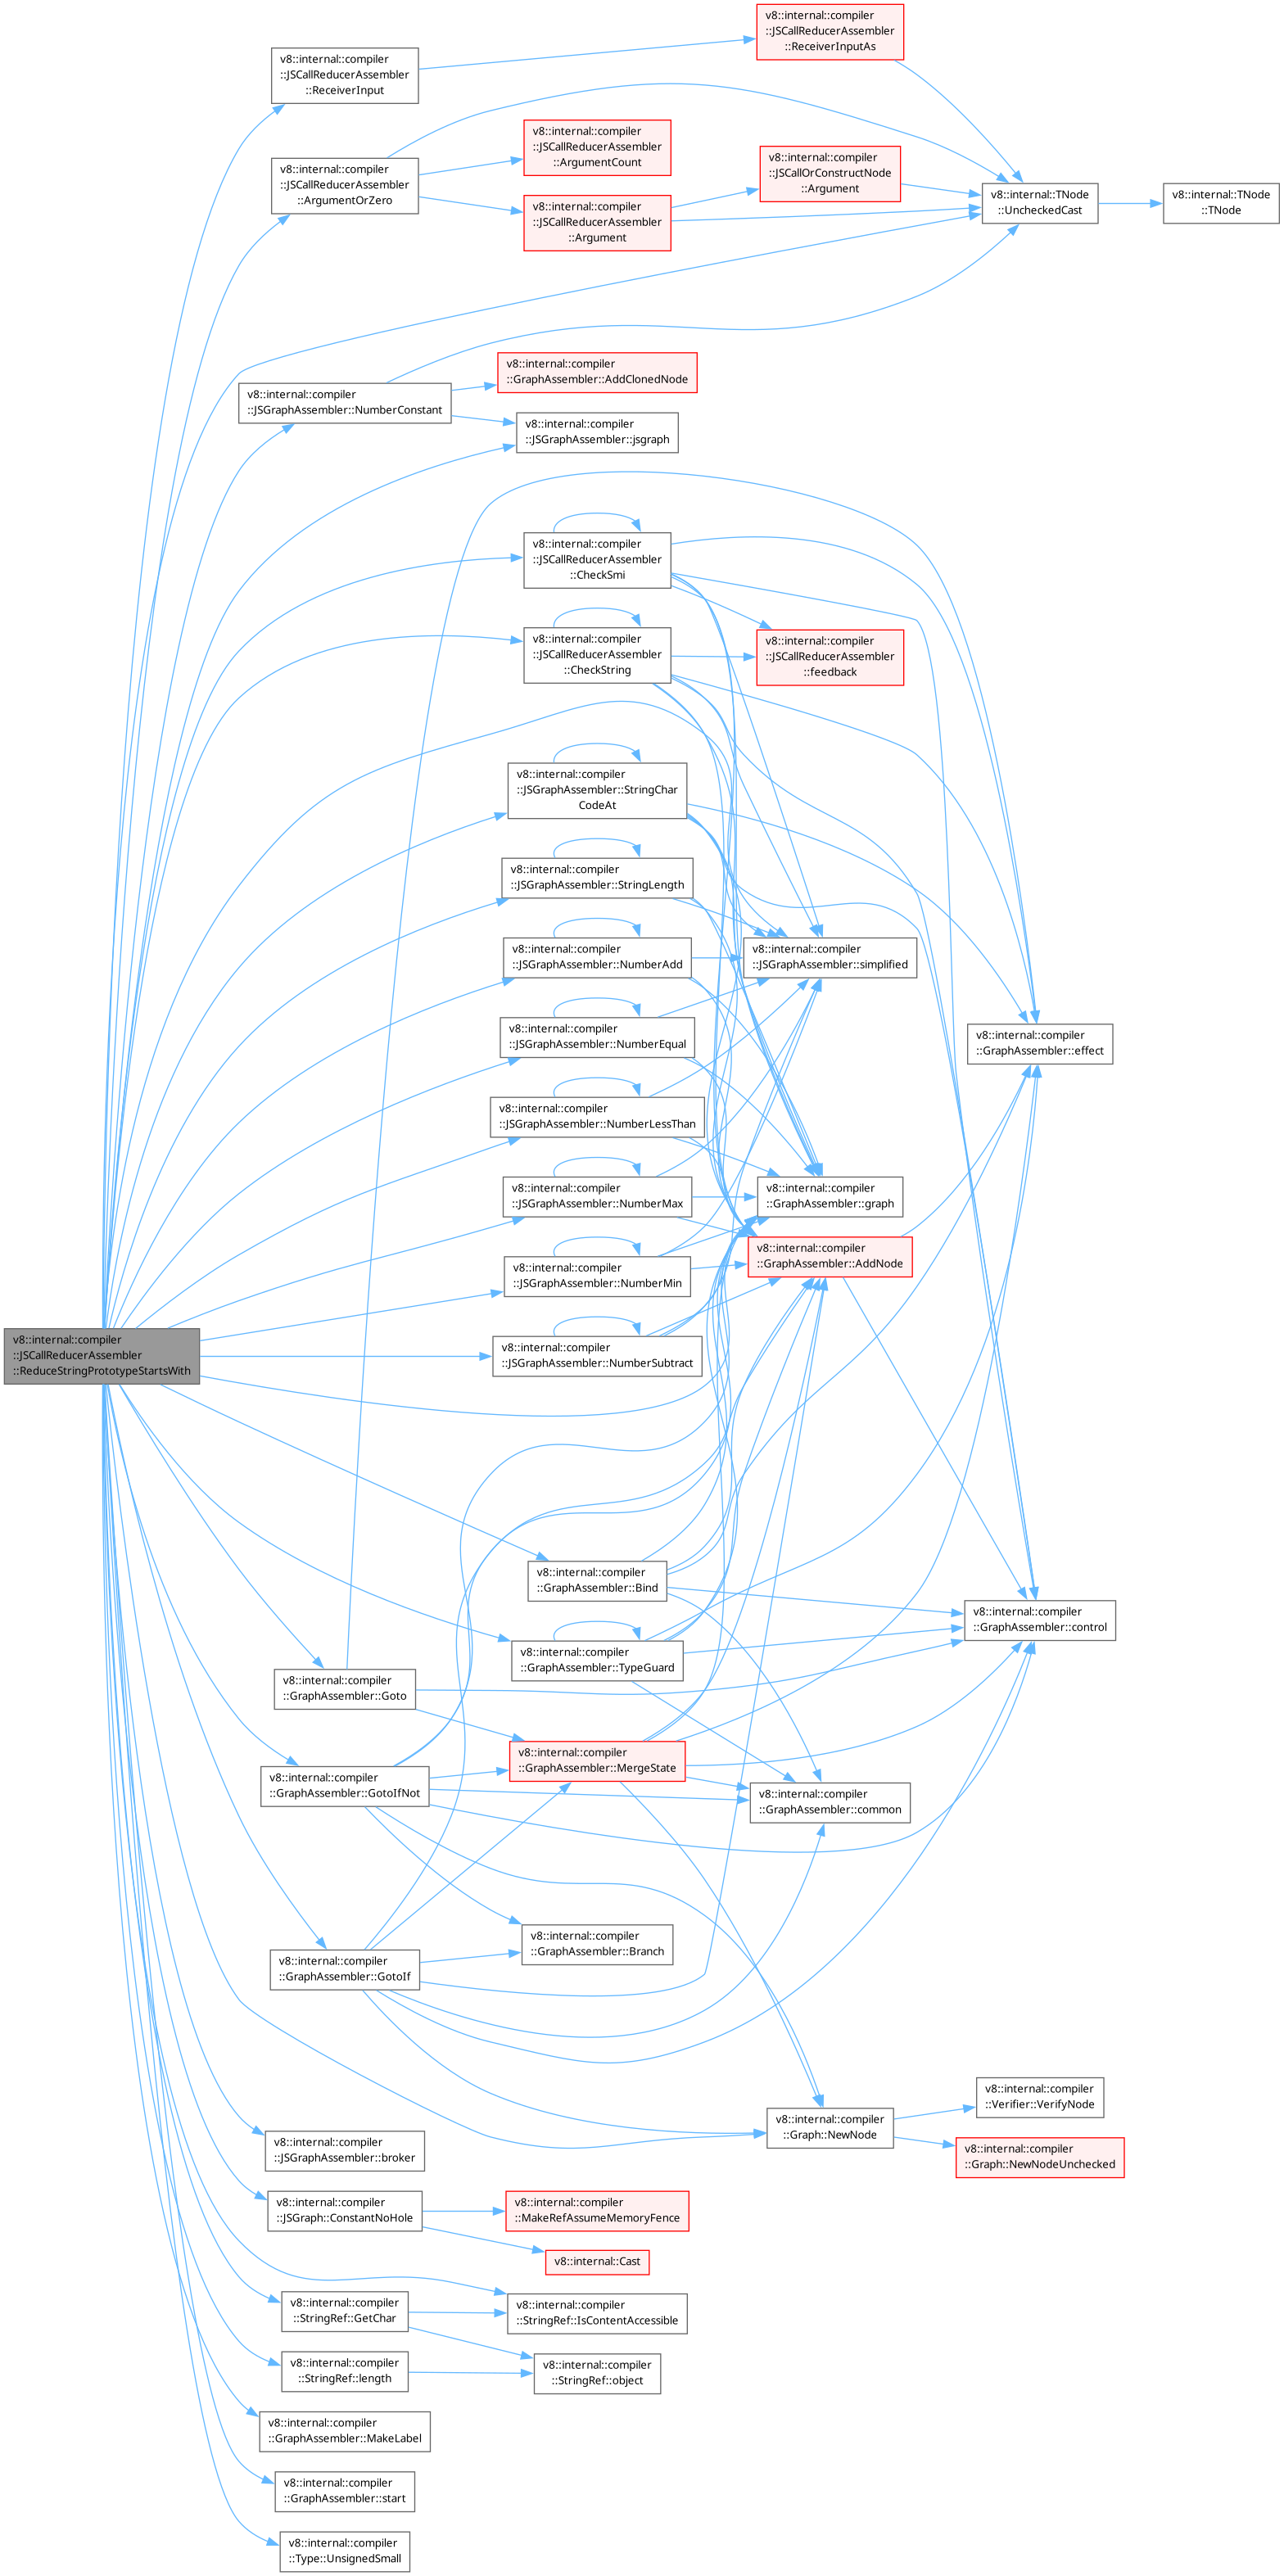 v8::internal::compiler
::JSCallReducerAssembler
::ReceiverInputAs
v8::internal::compiler
::JSCallReducerAssembler
::ReceiverInput
v8::internal::compiler
::JSCallReducerAssembler
::ArgumentCount
v8::internal::compiler
::JSCallOrConstructNode
::Argument
v8::internal::compiler
::JSCallReducerAssembler
::ArgumentOrZero
v8::internal::TNode
::UncheckedCast
v8::internal::TNode
::TNode
v8::internal::compiler
::JSCallReducerAssembler
::Argument
v8::internal::compiler
::GraphAssembler::AddClonedNode
v8::internal::compiler
::JSGraphAssembler::NumberConstant
v8::internal::compiler
::JSGraphAssembler::jsgraph
v8::internal::compiler
::JSCallReducerAssembler
::CheckSmi
v8::internal::compiler
::JSCallReducerAssembler
::CheckString
v8::internal::compiler
::JSCallReducerAssembler
::feedback
v8::internal::compiler
::JSGraphAssembler::StringChar
CodeAt
v8::internal::compiler
::JSGraphAssembler::StringLength
v8::internal::compiler
::JSGraphAssembler::NumberAdd
v8::internal::compiler
::JSGraphAssembler::simplified
v8::internal::compiler
::JSGraphAssembler::NumberEqual
v8::internal::compiler
::GraphAssembler::effect
v8::internal::compiler
::JSGraphAssembler::NumberLessThan
v8::internal::compiler
::JSGraphAssembler::NumberMax
v8::internal::compiler
::GraphAssembler::graph
v8::internal::compiler
::GraphAssembler::AddNode
v8::internal::compiler
::JSGraphAssembler::NumberMin
v8::internal::compiler
::JSCallReducerAssembler
::ReduceStringPrototypeStartsWith
v8::internal::compiler
::JSGraphAssembler::NumberSubtract
v8::internal::compiler
::GraphAssembler::Bind
v8::internal::compiler
::GraphAssembler::control
v8::internal::compiler
::GraphAssembler::TypeGuard
v8::internal::compiler
::GraphAssembler::Goto
v8::internal::compiler
::GraphAssembler::MergeState
v8::internal::compiler
::GraphAssembler::GotoIfNot
v8::internal::compiler
::GraphAssembler::common
v8::internal::compiler
::GraphAssembler::Branch
v8::internal::compiler
::GraphAssembler::GotoIf
v8::internal::compiler
::Verifier::VerifyNode
v8::internal::compiler
::Graph::NewNode
v8::internal::compiler
::JSGraphAssembler::broker
v8::internal::compiler
::Graph::NewNodeUnchecked
v8::internal::compiler
::JSGraph::ConstantNoHole
v8::internal::compiler
::MakeRefAssumeMemoryFence
v8::internal::Cast
v8::internal::compiler
::StringRef::GetChar
v8::internal::compiler
::StringRef::IsContentAccessible
v8::internal::compiler
::StringRef::length
v8::internal::compiler
::StringRef::object
v8::internal::compiler
::GraphAssembler::MakeLabel
v8::internal::compiler
::GraphAssembler::start
v8::internal::compiler
::Type::UnsignedSmall